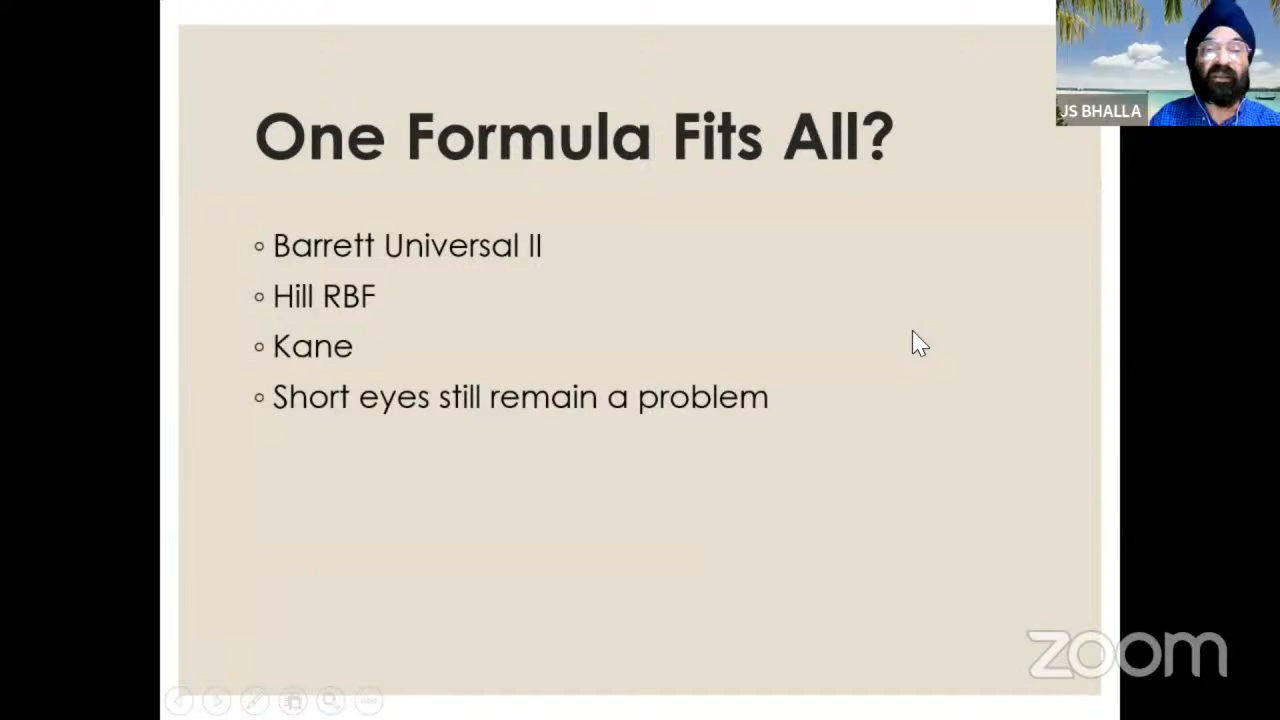 JS BHALLA
One Formula Fits All?
◦ Barrett Universal II
◦ Hill RBF
◦ Kane
◦ Short eyes still remain a problem
zoom